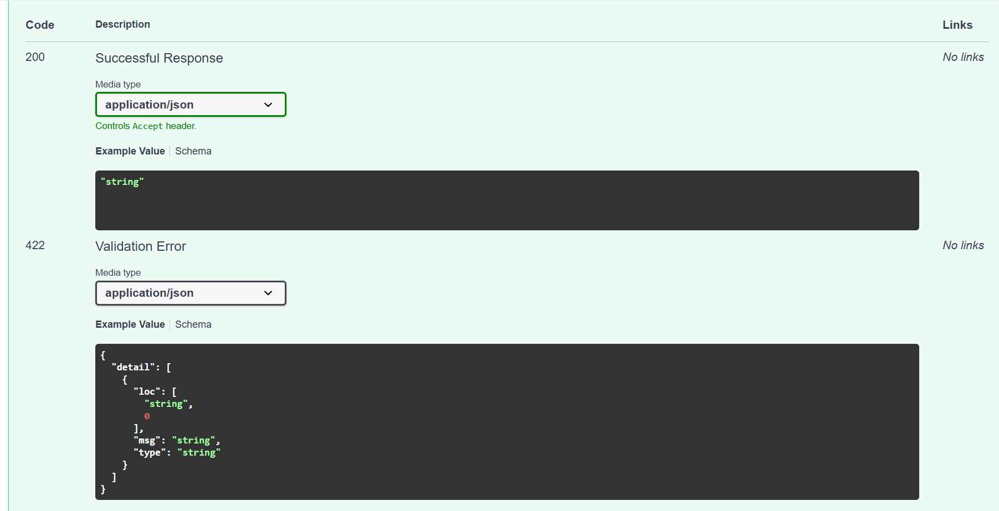 Code Description Links
200 Successful Response No links
Media type
application/json
Controls Accept header.
Example Value Schema
"string"
422 Validation Error No links
Media type
application/json
Example Value Schema
{
  "detail": [
    {
      "loc": [
        "string",
        0
      ],
      "msg": "string",
      "type": "string"
    }
  ]
}